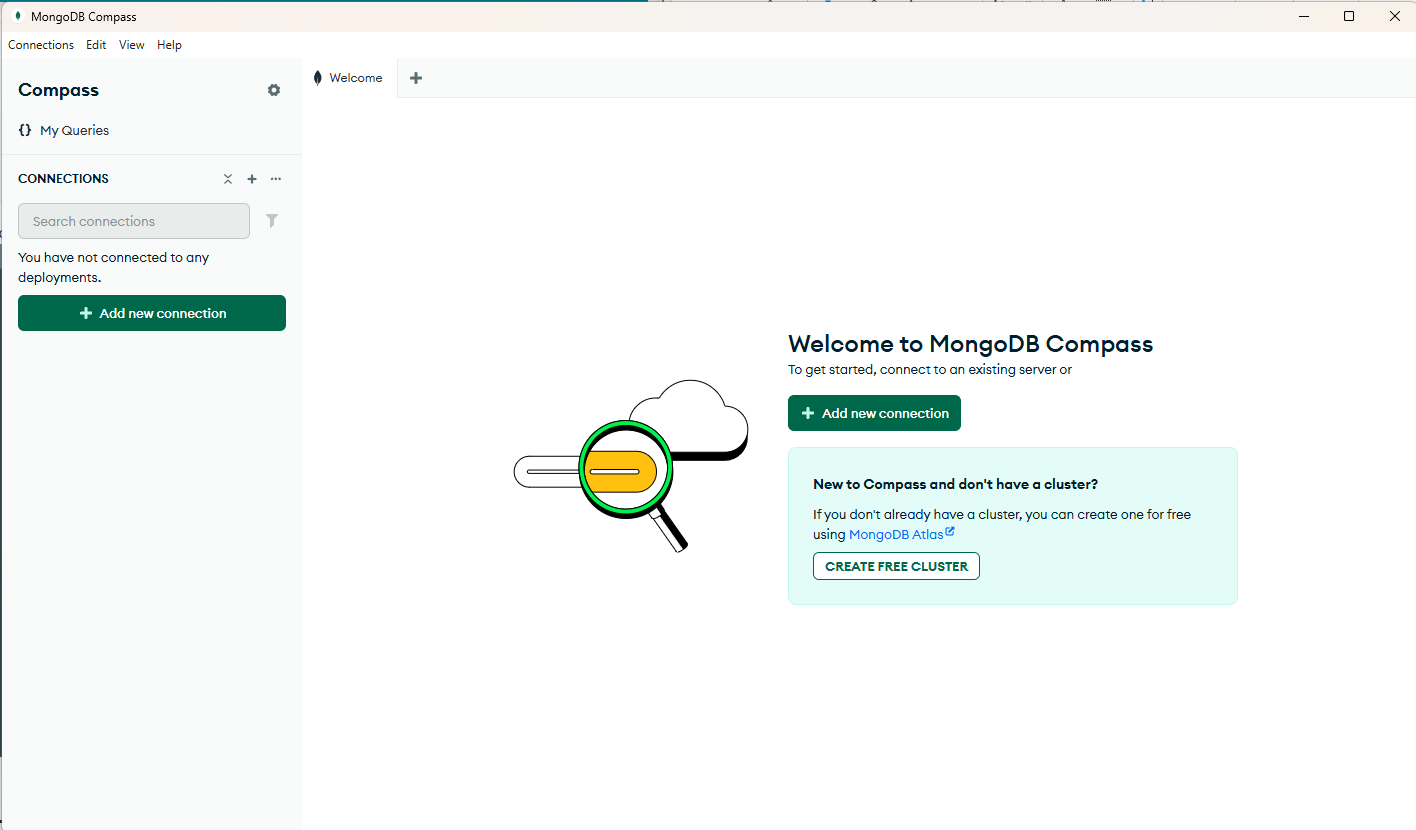 MongoDB Compass
Connections Edit View Help
Compass
My Queries
CONNECTIONS
Search connections
You have not connected to any
deployments.
Add new connection
Welcome
Welcome to MongoDB Compass
To get started, connect to an existing server or
Add new connection
New to Compass and don't have a cluster?
If you don't already have a cluster, you can create one for free
using MongoDB Atlas
CREATE FREE CLUSTER